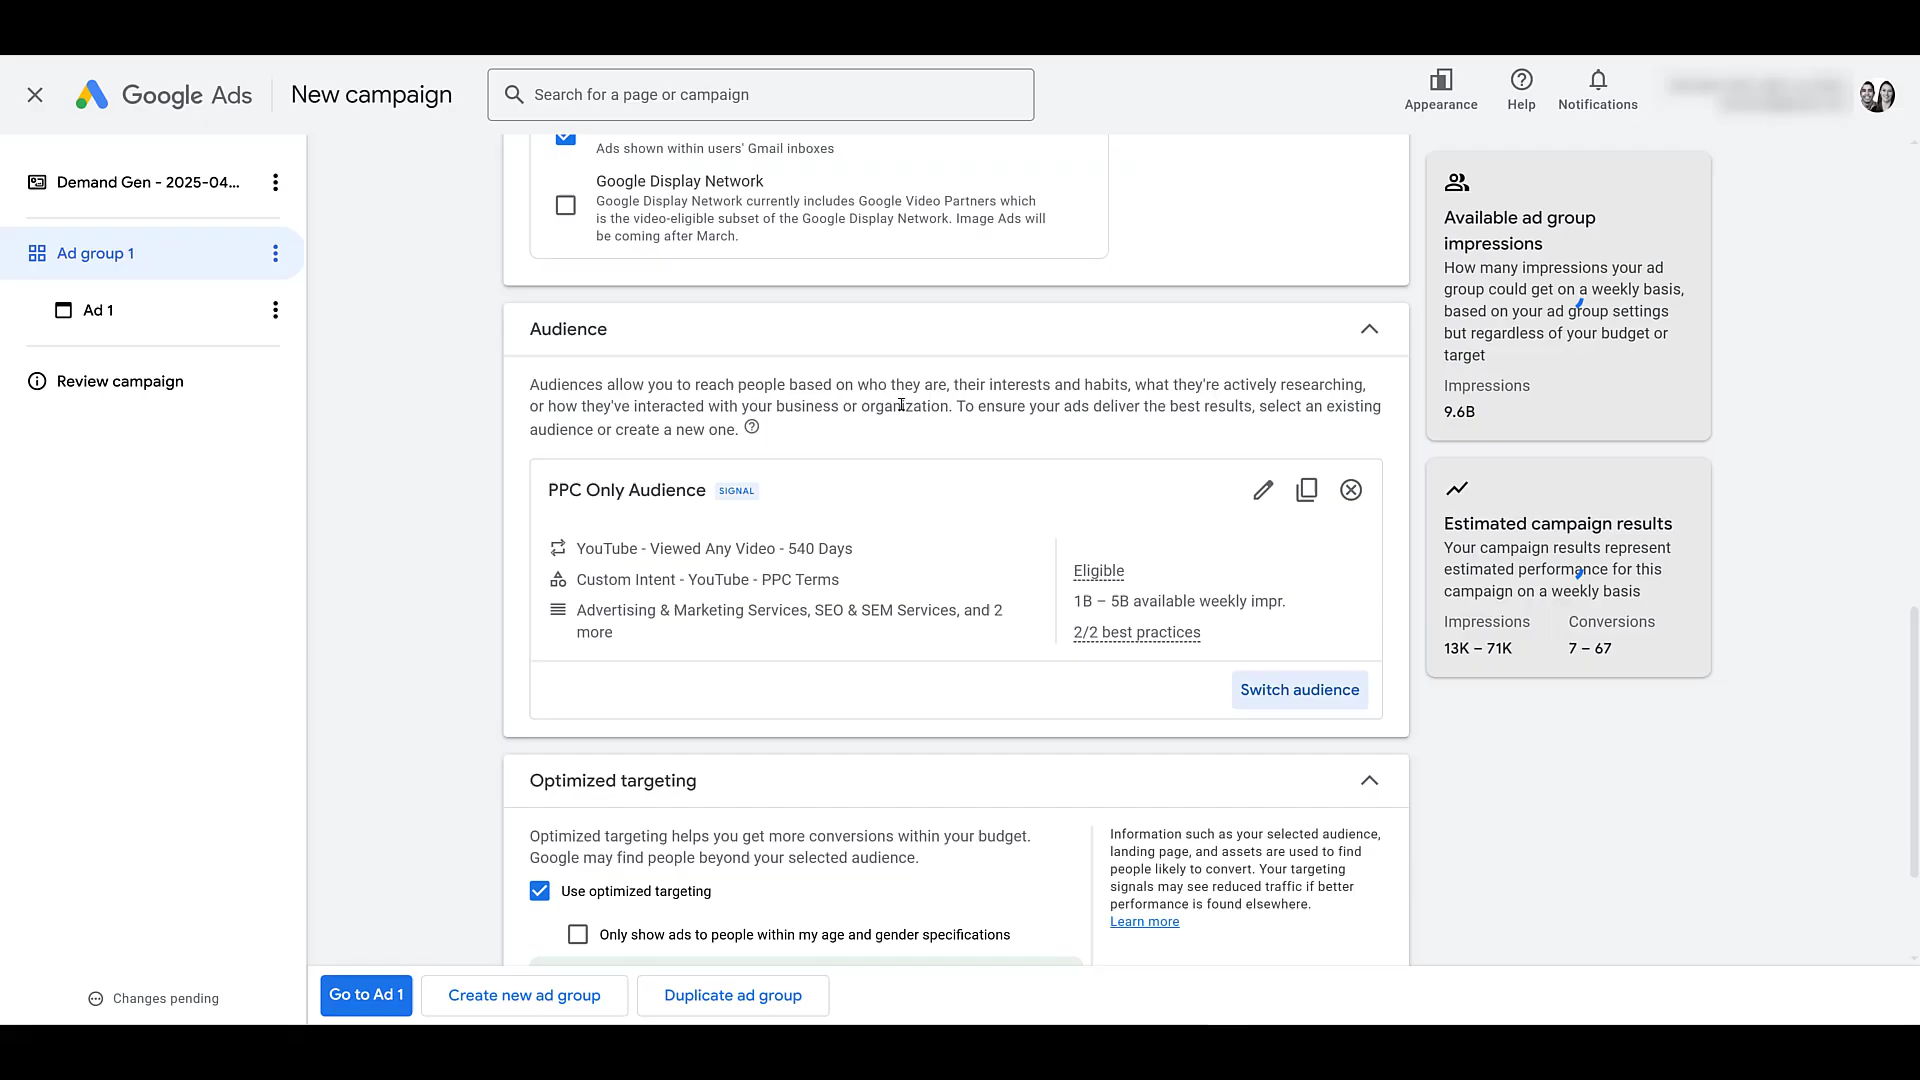 Google Ads
New campaign
Search for a page or campaign
Appearance
Help
Notifications
Demand Gen - 2025-04...
Ad group 1
Ad 1
Review campaign
Changes pending
Ads shown within users' Gmail inboxes
Google Display Network
Google Display Network currently includes Google Video Partners which
is the video-eligible subset of the Google Display Network. Image Ads will
be coming after March.
Audience
Audiences allow you to reach people based on who they are, their interests and habits, what they're actively researching,
or how they've interacted with your business or organization. To ensure your ads deliver the best results, select an existing
audience or create a new one.
PPC Only Audience SIGNAL
YouTube - Viewed Any Video - 540 Days
Custom Intent - YouTube - PPC Terms
Advertising & Marketing Services, SEO & SEM Services, and 2
more
Eligible
1B – 5B available weekly impr.
2/2 best practices
Switch audience
Optimized targeting
Optimized targeting helps you get more conversions within your budget.
Google may find people beyond your selected audience.
Use optimized targeting
Only show ads to people within my age and gender specifications
Information such as your selected audience,
landing page, and assets are used to find
people likely to convert. Your targeting
signals may see reduced traffic if better
performance is found elsewhere.
Learn more
Go to Ad 1
Create new ad group
Duplicate ad group
Available ad group
impressions
How many impressions your ad
group could get on a weekly basis,
based on your ad group settings
but regardless of your budget or
target
Impressions
9.6B
Estimated campaign results
Your campaign results represent
estimated performance for this
campaign on a weekly basis
Impressions Conversions
13K – 71K 7 – 67